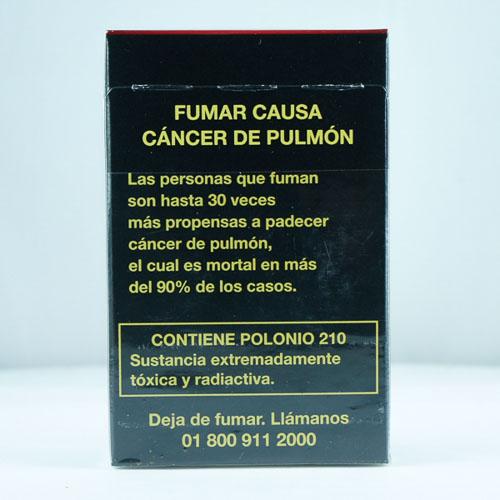 FUMAR CAUSA
CÁNCER DE PULMÓN
Las personas que fuman
son hasta 30 veces
más propensas a padecer
cáncer de pulmón,
el cual es mortal en más
del 90% de los casos.
CONTIENE POLONIO 210
Sustancia extremadamente
tóxica y radiactiva.
Deja de fumar. Llámanos
01 800 911 2000